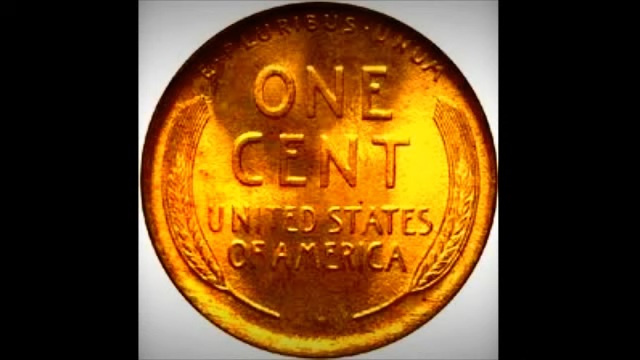 E·PLURIBUS·UNUM
ONE
CENT
UNITED STATES
OF AMERICA